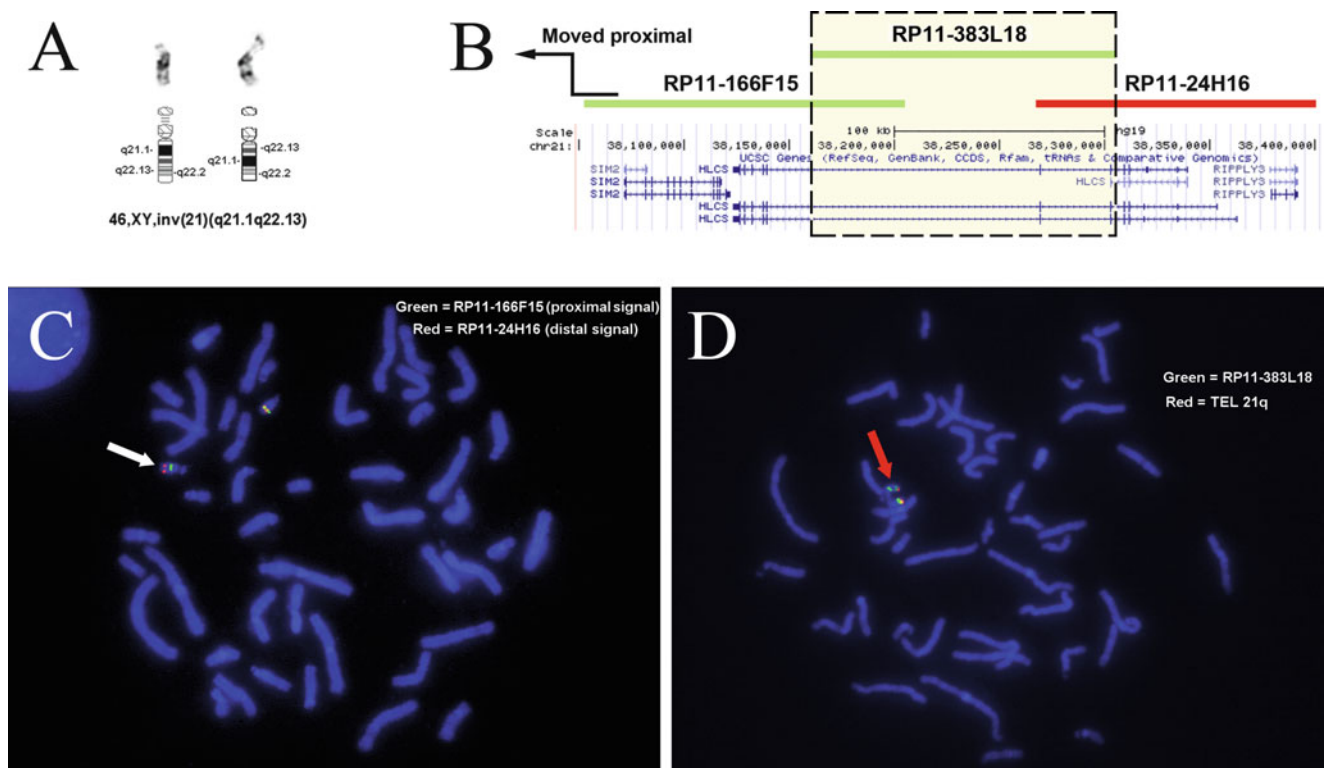 A
q21.1
q22.13
q22.2
q21.1
q22.13
q22.2
46,XY,inv(21)(q21.1q22.13)
B
Moved proximal
RP11-383L18
RP11-166F15
RP11-24H16
Scale
100 kb
hg19
chr21:
38,100,000
38,150,000
38,200,000
38,250,000
38,300,000
38,350,000
38,400,000
UCSC Genes (RefSeq, GenBank, CCDS, Rfam, tRNAs & Comparative Genomics)
SIM2
HLCS
RIPPLY3
SIM2
HLCS
RIPPLY3
SIM2
RIPPLY3
HLCS
HLCS
C
Green = RP11-166F15 (proximal signal)
Red = RP11-24H16 (distal signal)
D
Green = RP11-383L18
Red = TEL 21q